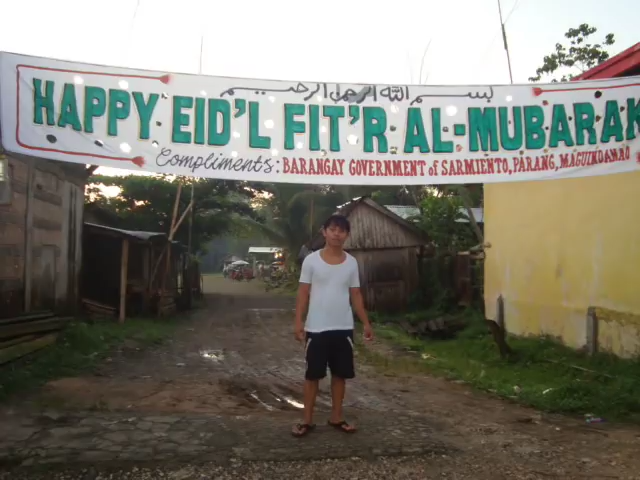 بسم الله الرحمن الرحيم
HAPPY EID'L FIT'R AL-MUBARAK
Compliments: BARANGAY GOVERNMENT of SARMIENTO, PARANG, MAGUINDANAO